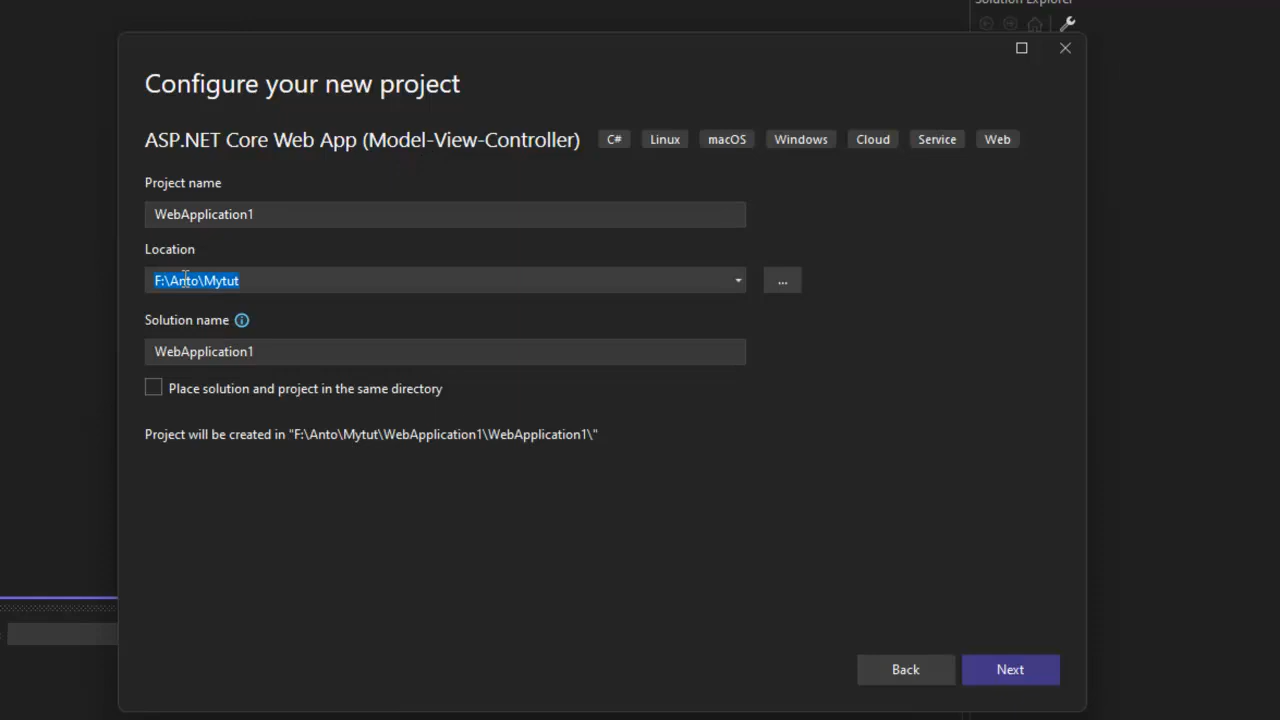 Solution Explorer
Configure your new project
ASP.NET Core Web App (Model-View-Controller) C# Linux macOS Windows Cloud Service Web
Project name
WebApplication1
Location
F:\Anto\Mytut ...
Solution name
WebApplication1
Place solution and project in the same directory
Project will be created in "F:\Anto\Mytut\WebApplication1\WebApplication1\"
Back Next